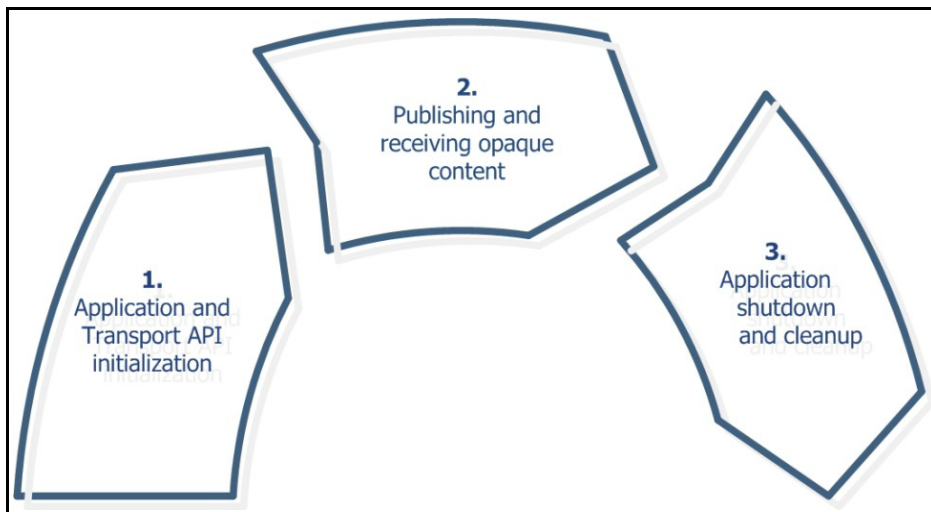 1.
Application and
Transport API
initialization
2.
Publishing and
receiving opaque
content
3.
Application
shutdown
and cleanup